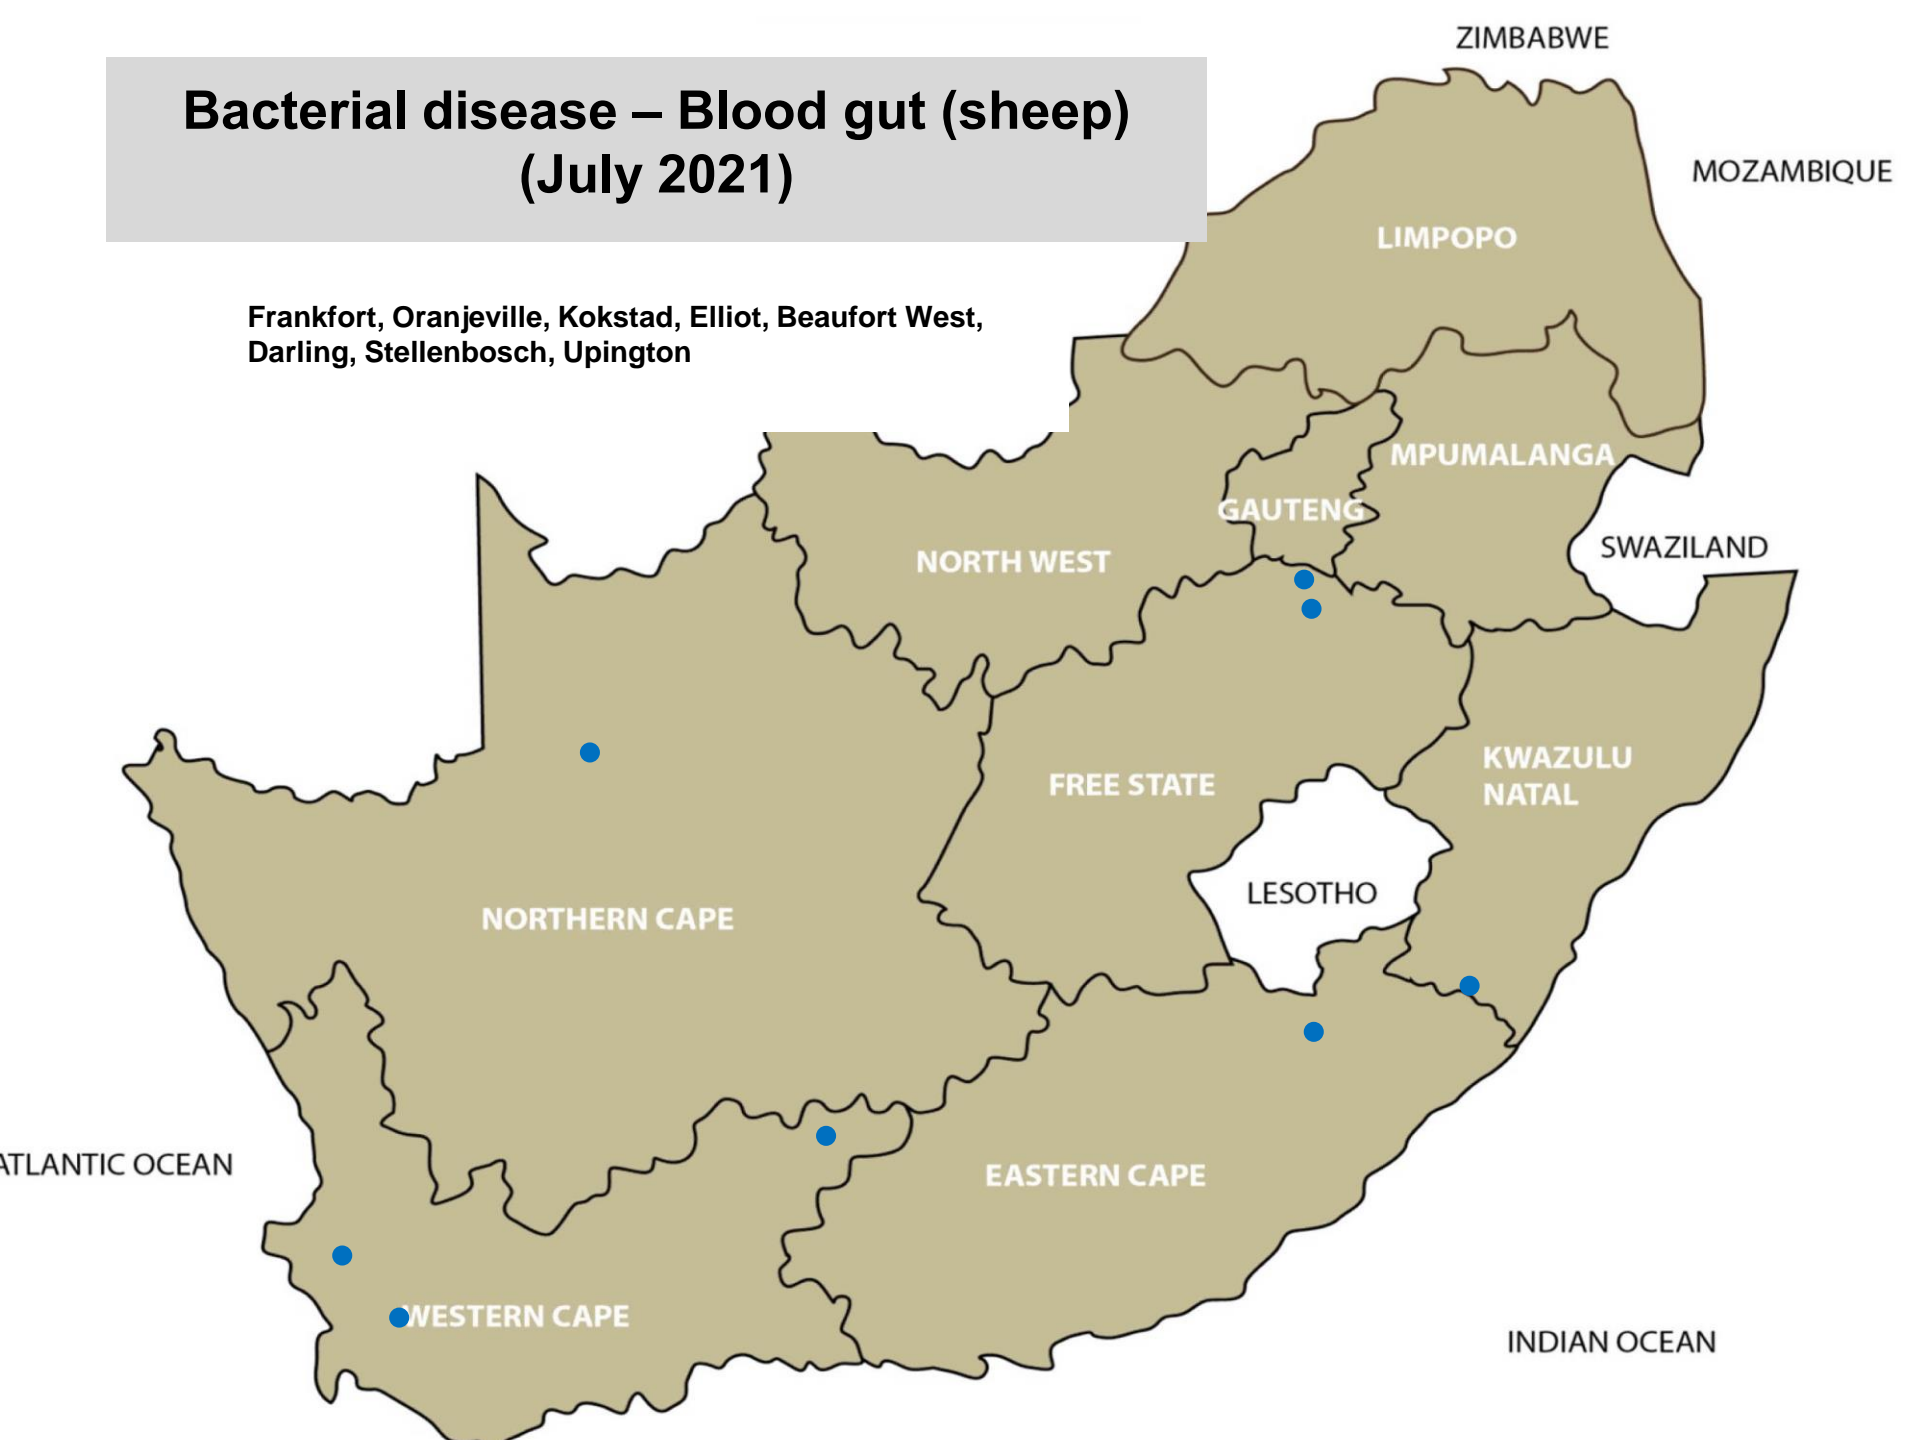 ZIMBABWE
Bacterial disease – Blood gut (sheep)
(July 2021)
MOZAMBIQUE
LIMPOPO
Frankfort, Oranjeville, Kokstad, Elliot, Beaufort West,
Darling, Stellenbosch, Upington
MPUMALANGA
GAUTENG
SWAZILAND
NORTH WEST
KWAZULU
NATAL
FREE STATE
LESOTHO
NORTHERN CAPE
ATLANTIC OCEAN
EASTERN CAPE
WESTERN CAPE
INDIAN OCEAN